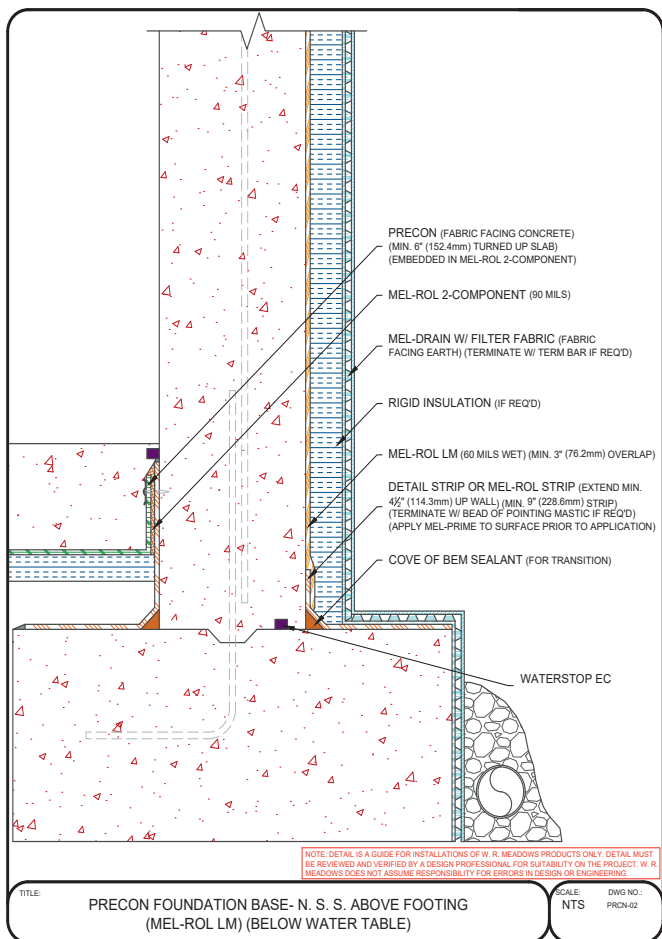 PRECON (FABRIC FACING CONCRETE)
(MIN. 6" (152.4mm) TURNED UP SLAB)
(EMBEDDED IN MEL-ROL 2-COMPONENT)
MEL-ROL 2-COMPONENT (90 MILS)
MEL-DRAIN W/ FILTER FABRIC (FABRIC
FACING EARTH) (TERMINATE W/ TERM BAR IF REQ'D)
RIGID INSULATION (IF REQ'D)
MEL-ROL LM (60 MILS WET) (MIN. 3" (76.2mm) OVERLAP)
DETAIL STRIP OR MEL-ROL STRIP (EXTEND MIN.
4½" (114.3mm) UP WALL) (MIN. 9" (228.6mm) STRIP)
(TERMINATE W/ BEAD OF POINTING MASTIC IF REQ'D)
(APPLY MEL-PRIME TO SURFACE PRIOR TO APPLICATION)
COVE OF BEM SEALANT (FOR TRANSITION)
WATERSTOP EC
NOTE: DETAIL IS A GUIDE FOR INSTALLATIONS OF W. R. MEADOWS PRODUCTS ONLY. DETAIL MUST
BE REVIEWED AND VERIFIED BY A DESIGN PROFESSIONAL FOR SUITABILITY ON THE PROJECT. W. R.
MEADOWS DOES NOT ASSUME RESPONSIBILITY FOR ERRORS IN DESIGN OR ENGINEERING.
TITLE:
PRECON FOUNDATION BASE- N. S. S. ABOVE FOOTING
(MEL-ROL LM) (BELOW WATER TABLE)
SCALE:
NTS
DWG NO.:
PRCN-02